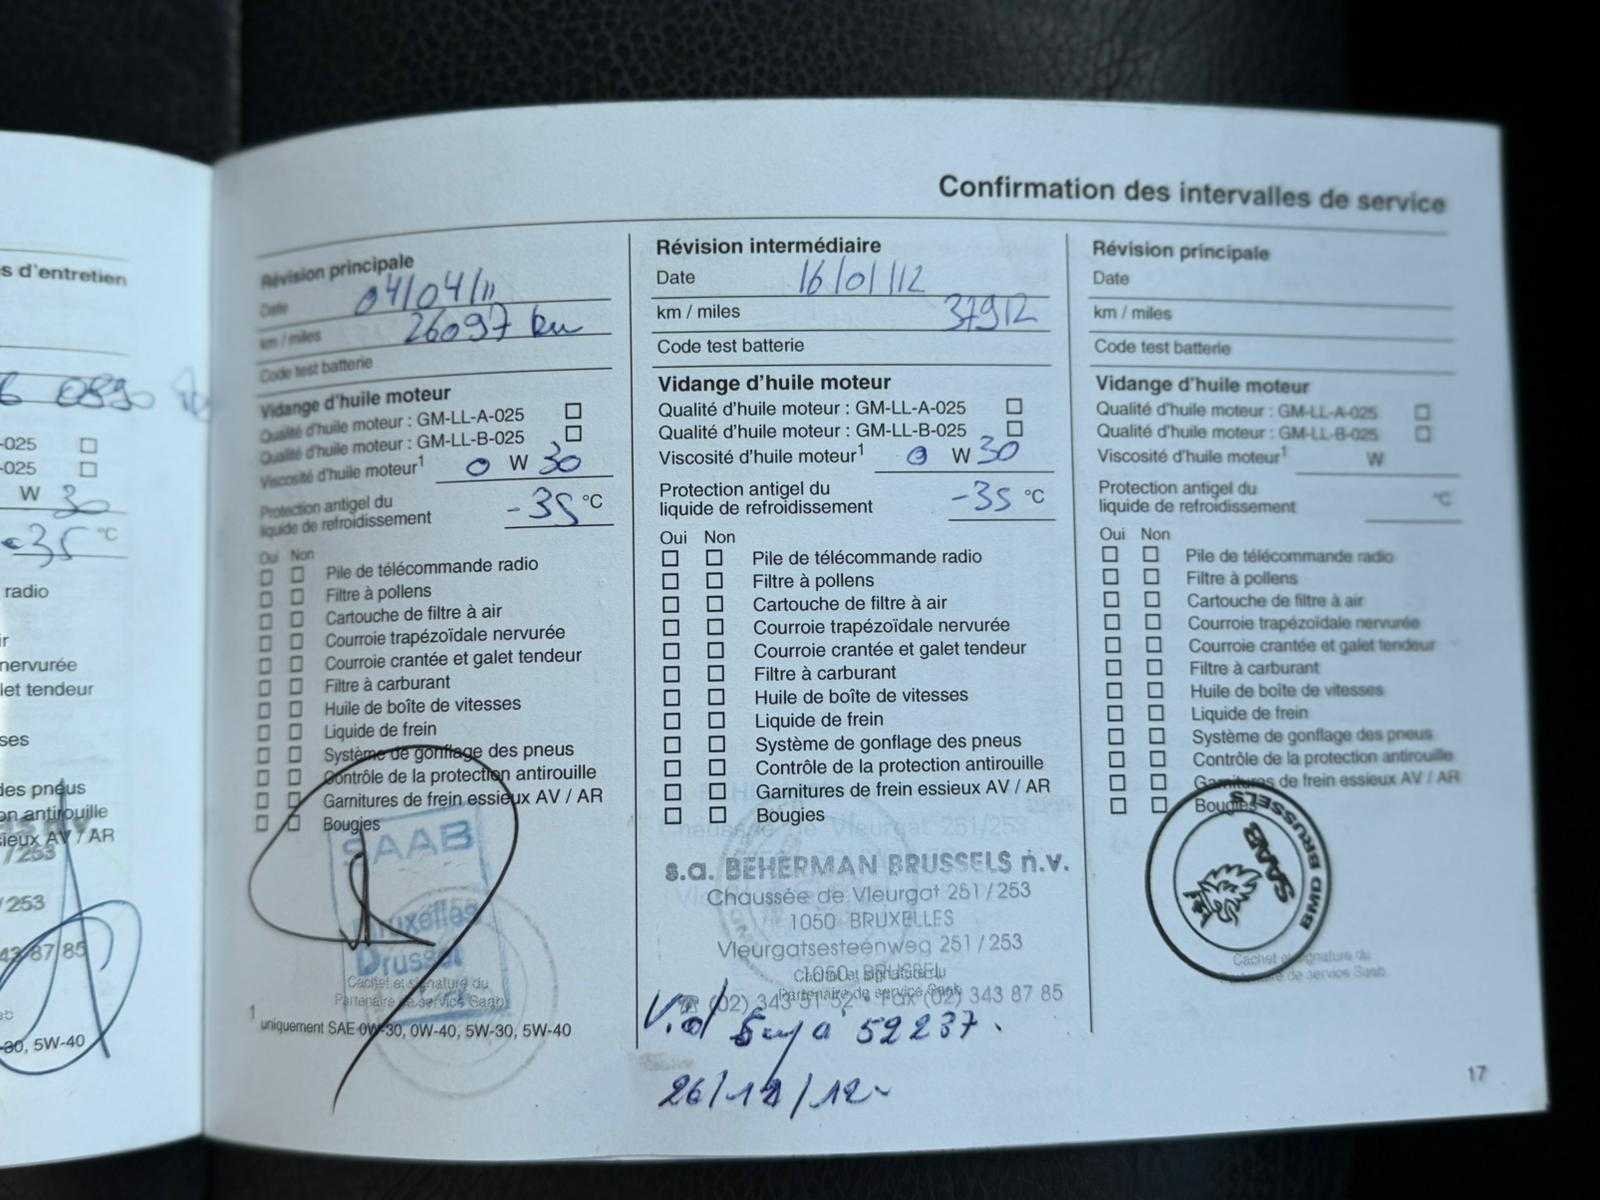 s d'entretien
0890
-025
-025
W 30
-35 °C
radio
ir
nervurée
let tendeur
ses
des pneus
on antirouille
sieux AV / AR
/253
/253
43 87 85
-30, 5W-40
Confirmation des intervalles de service
Révision principale
Date 04/04/11
km / miles 26097 km
Code test batterie
Vidange d'huile moteur
Qualité d'huile moteur : GM-LL-A-025
Qualité d'huile moteur : GM-LL-B-025
Viscosité d'huile moteur1 0 W 30
Protection antigel du
liquide de refroidissement -35 °C
Oui Non
Pile de télécommande radio
Filtre à pollens
Cartouche de filtre à air
Courroie trapézoïdale nervurée
Courroie crantée et galet tendeur
Filtre à carburant
Huile de boîte de vitesses
Liquide de frein
Système de gonflage des pneus
Contrôle de la protection antirouille
Garnitures de frein essieux AV / AR
Bougies
SAAB
Bruxelles
Brussel
Cachet et signature du
Partenaire de service Saab
1 uniquement SAE 0W-30, 0W-40, 5W-30, 5W-40
Révision intermédiaire
Date 16/01/12
km / miles 37912
Code test batterie
Vidange d'huile moteur
Qualité d'huile moteur : GM-LL-A-025
Qualité d'huile moteur : GM-LL-B-025
Viscosité d'huile moteur1 0 W 30
Protection antigel du
liquide de refroidissement -35 °C
Oui Non
Pile de télécommande radio
Filtre à pollens
Cartouche de filtre à air
Courroie trapézoïdale nervurée
Courroie crantée et galet tendeur
Filtre à carburant
Huile de boîte de vitesses
Liquide de frein
Système de gonflage des pneus
Contrôle de la protection antirouille
Garnitures de frein essieux AV / AR
Bougies
s.a. BEHERMAN BRUSSELS n.v.
Chaussée de Vleurgat 251/253
1050 BRUXELLES
Vleurgatsesteenweg 251/253
1050 BRUSSEL
Cachet et signature du
Partenaire de service Saab
(02) 343 51 52 - Fax (02) 343 87 85
à 52237.
26/12/12
Révision principale
Date
km / miles
Code test batterie
Vidange d'huile moteur
Qualité d'huile moteur : GM-LL-A-025
Qualité d'huile moteur : GM-LL-B-025
Viscosité d'huile moteur1 W
Protection antigel du
liquide de refroidissement °C
Oui Non
Pile de télécommande radio
Filtre à pollens
Cartouche de filtre à air
Courroie trapézoïdale nervurée
Courroie crantée et galet tendeur
Filtre à carburant
Huile de boîte de vitesses
Liquide de frein
Système de gonflage des pneus
Contrôle de la protection antirouille
Garnitures de frein essieux AV / AR
Bougies
SAAB
BMD BRUSSELS
Cachet et signature du
Partenaire de service Saab
17